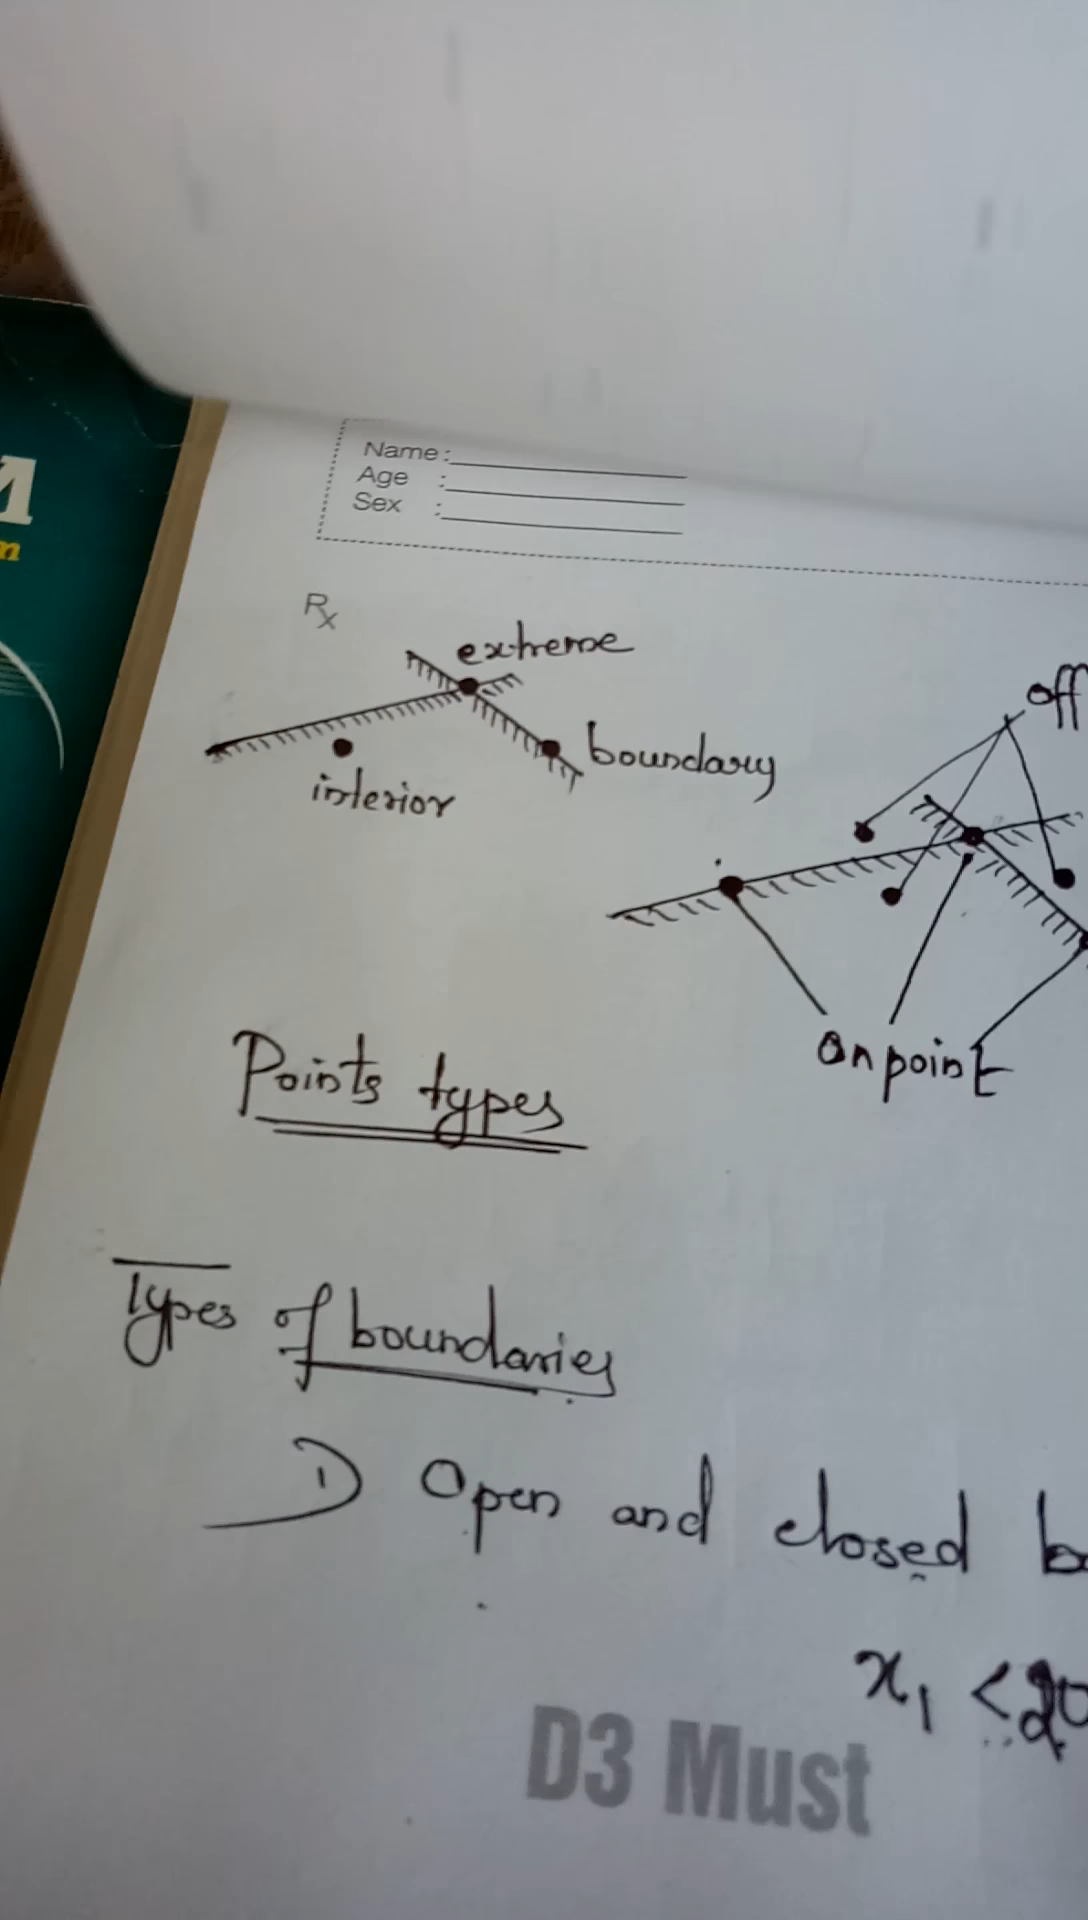 Name:
Age :
Sex :
Rx
extreme
boundary
interior
off
On point
Points types
Types of boundaries
1) Open and closed
x₁ < 20
D3 Must